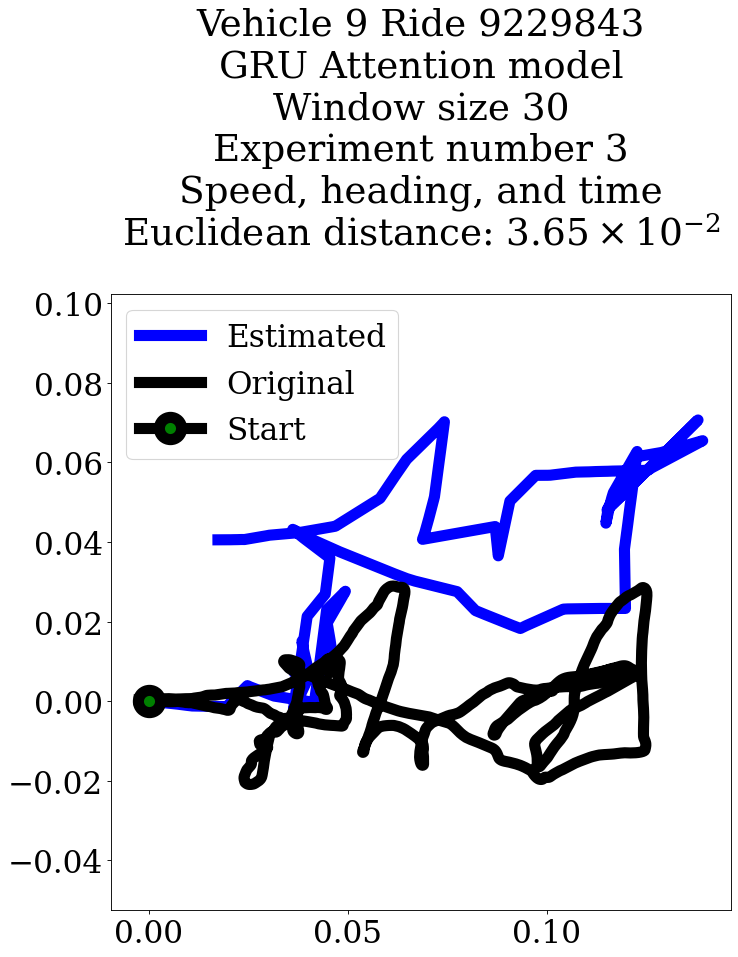 Vehicle 9 Ride 9229843
GRU Attention model
Window size 30
Experiment number 3
Speed, heading, and time
Euclidean distance: 3.65 × 10⁻²
Estimated
Original
Start
0.10
0.08
0.06
0.04
0.02
0.00
−0.02
−0.04
0.00 0.05 0.10